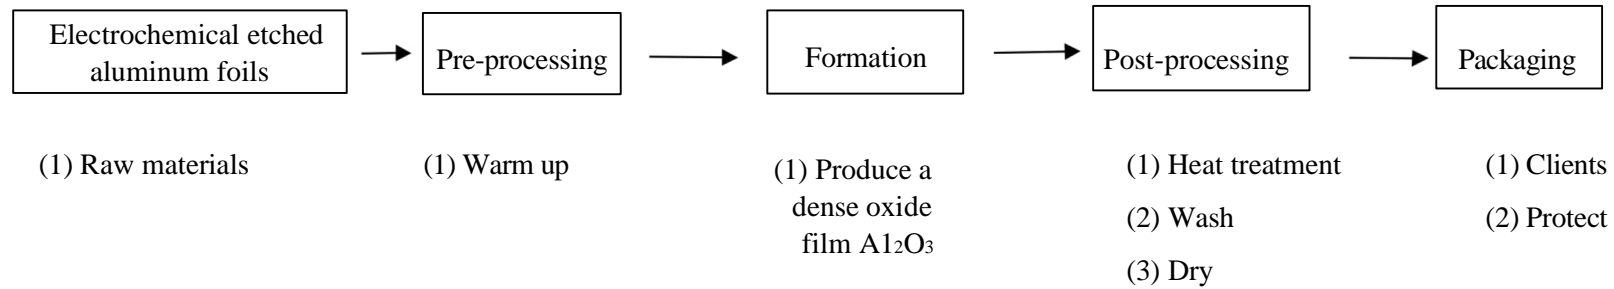 Electrochemical etched
aluminum foils
Pre-processing
Formation
Post-processing
Packaging
(1) Raw materials
(1) Warm up
(1) Produce a
dense oxide
film A1₂O₃
(1) Heat treatment
(2) Wash
(3) Dry
(1) Clients
(2) Protect